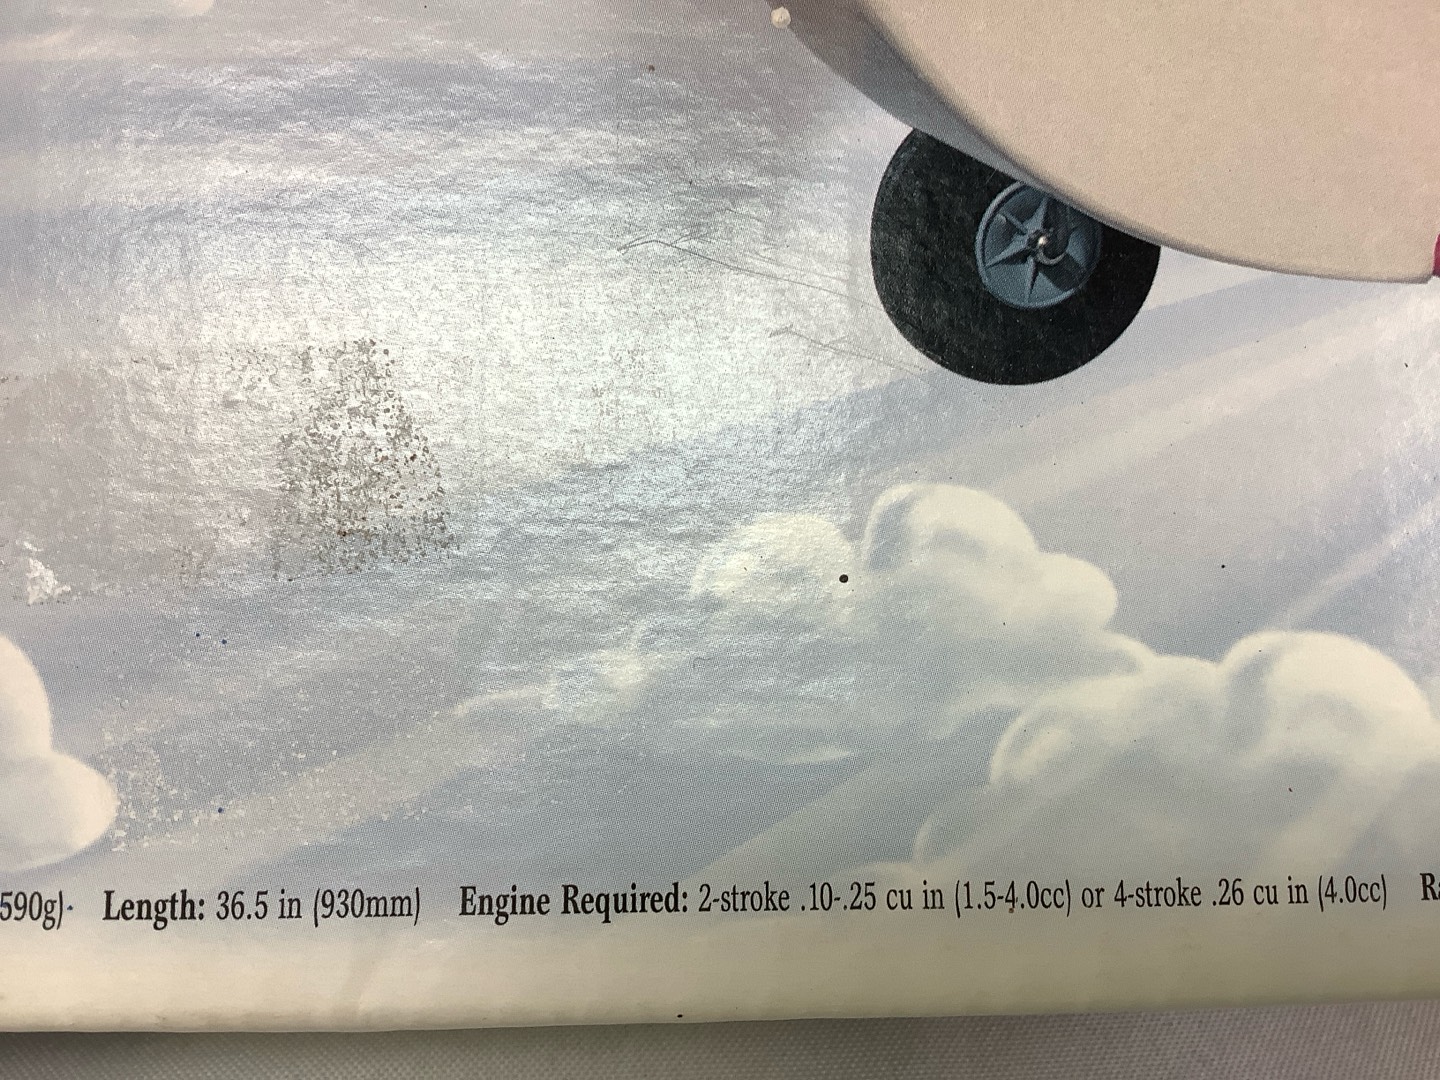 590g) Length: 36.5 in (930mm) Engine Required: 2-stroke .10-.25 cu in (1.5-4.0cc) or 4-stroke .26 cu in (4.0cc)